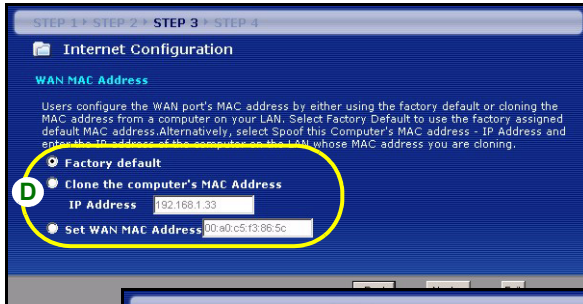 STEP 1 STEP 2 STEP 3 STEP 4
Internet Configuration
WAN MAC Address
Users configure the WAN port's MAC address by either using the factory default or cloning the
MAC address from a computer on your LAN. Select Factory Default to use the factory assigned
default MAC address.Alternatively, select Spoof this Computer's MAC address - IP Address and
enter the IP address of the computer on the LAN whose MAC address you are cloning.
Factory default
D
Clone the computer's MAC Address
IP Address 192.168.1.33
Set WAN MAC Address 00:a0:c5:f3:86:5c